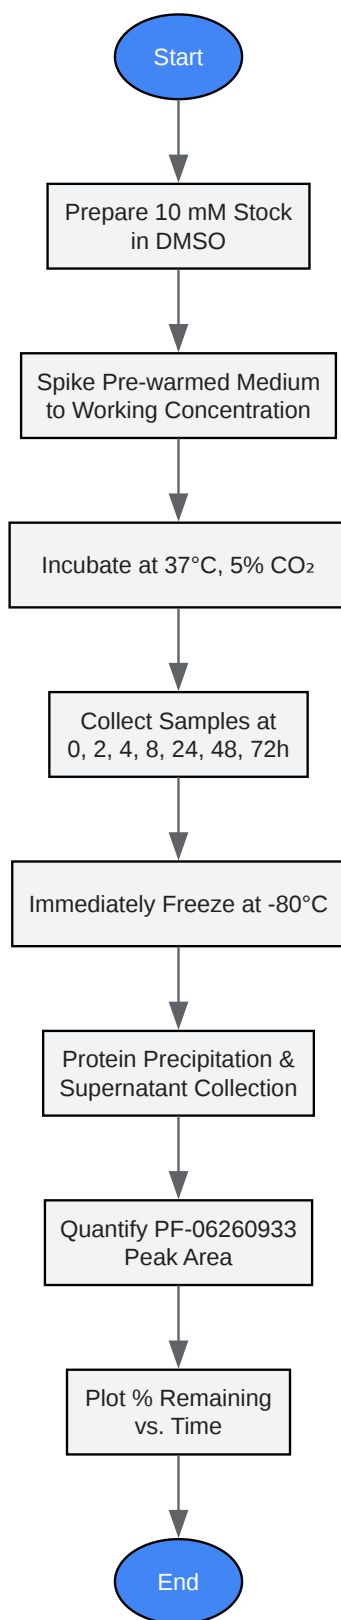 Start
Prepare 10 mM Stock
in DMSO
Spike Pre-warmed Medium
to Working Concentration
Incubate at 37°C, 5% CO₂
Collect Samples at
0, 2, 4, 8, 24, 48, 72h
Immediately Freeze at -80°C
Protein Precipitation &
Supernatant Collection
Quantify PF-06260933
Peak Area
Plot % Remaining
vs. Time
End